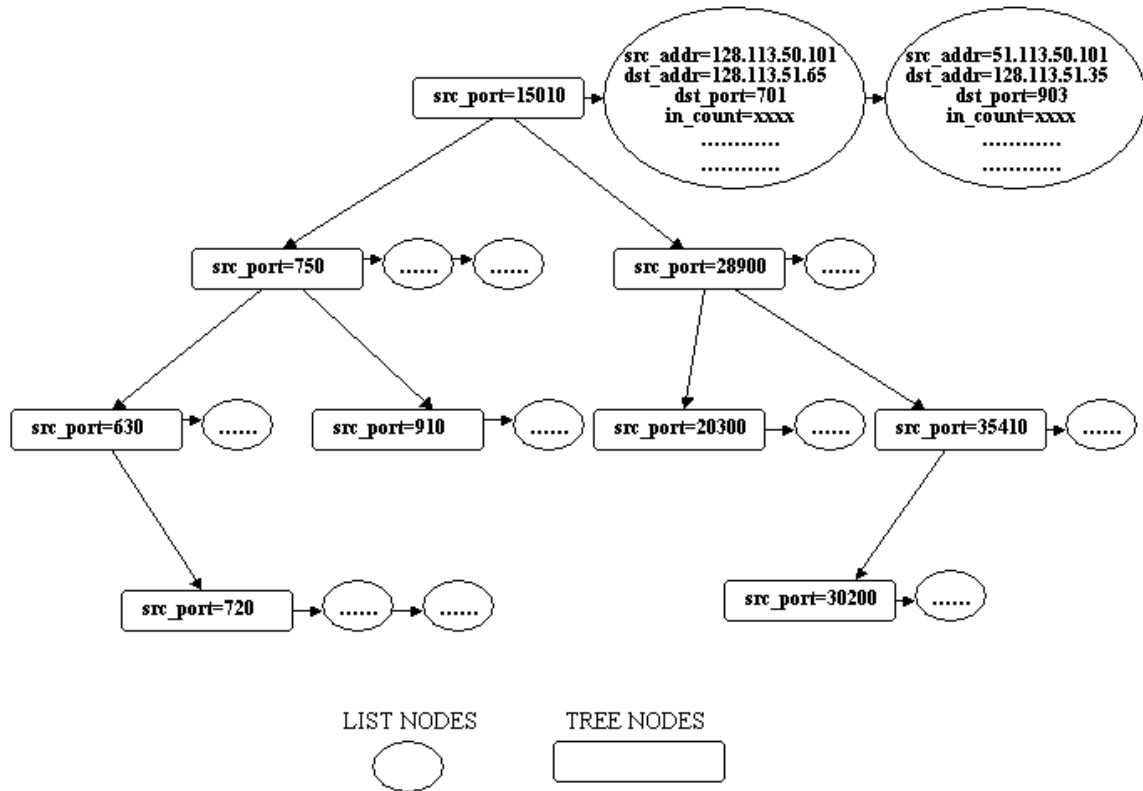 src_port=15010
src_addr=128.113.50.101
dst_addr=128.113.51.65
dst_port=701
in_count=xxxx
............
............
src_addr=51.113.50.101
dst_addr=128.113.51.35
dst_port=903
in_count=xxxx
............
............
src_port=750
......
......
src_port=28900
......
src_port=630
......
src_port=910
......
src_port=20300
......
src_port=35410
......
src_port=720
......
......
src_port=30200
......
LIST NODES
TREE NODES